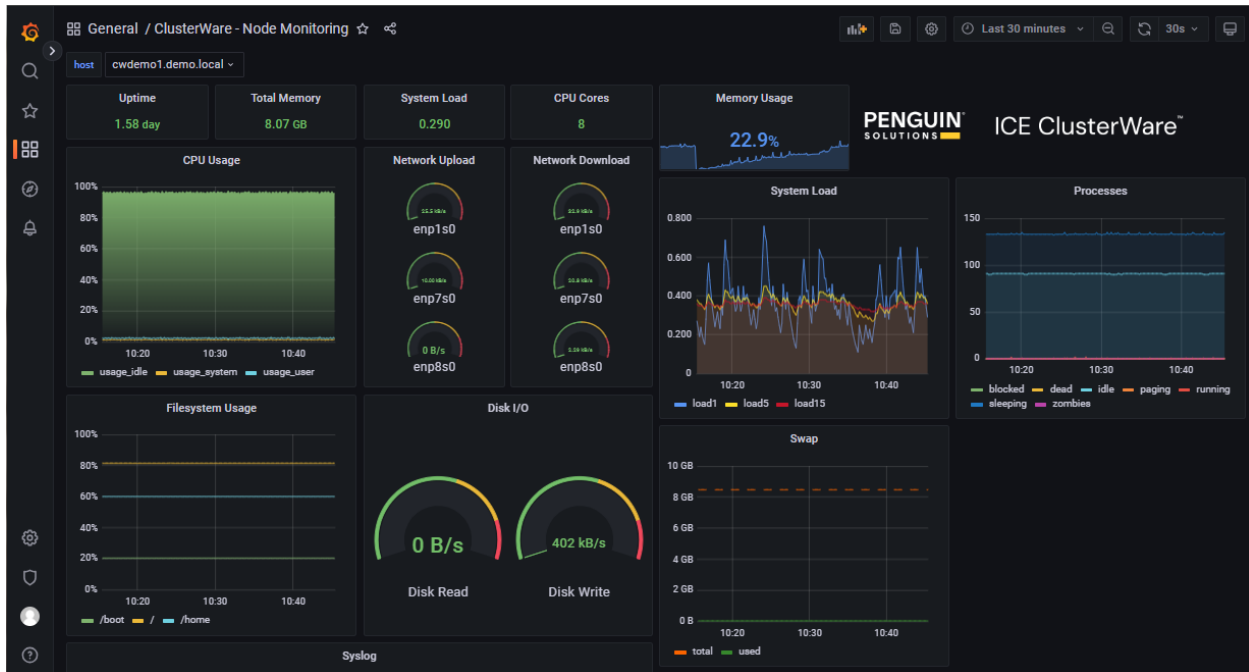 General / ClusterWare - Node Monitoring
Last 30 minutes
30s
host
cwdemo1.demo.local
Uptime
1.58 day
Total Memory
8.07 GB
System Load
0.290
CPU Cores
8
Memory Usage
22.9%
PENGUIN
SOLUTIONS
ICE ClusterWare™
CPU Usage
100%
80%
60%
40%
20%
0%
10:20 10:30 10:40
usage_idle usage_system usage_user
Network Upload
enp1s0
enp7s0
0 B/s
enp8s0
Network Download
enp1s0
enp7s0
enp8s0
System Load
0.800
0.600
0.400
0.200
0
10:20 10:30 10:40
load1 load5 load15
Processes
150
100
50
0
10:20 10:30 10:40
blocked dead idle paging running
sleeping zombies
Filesystem Usage
100%
80%
60%
40%
20%
0%
10:20 10:30 10:40
/boot / /home
Disk I/O
0 B/s
Disk Read
402 kB/s
Disk Write
Swap
10 GB
8 GB
6 GB
4 GB
2 GB
0 B
10:20 10:30 10:40
total used
Syslog